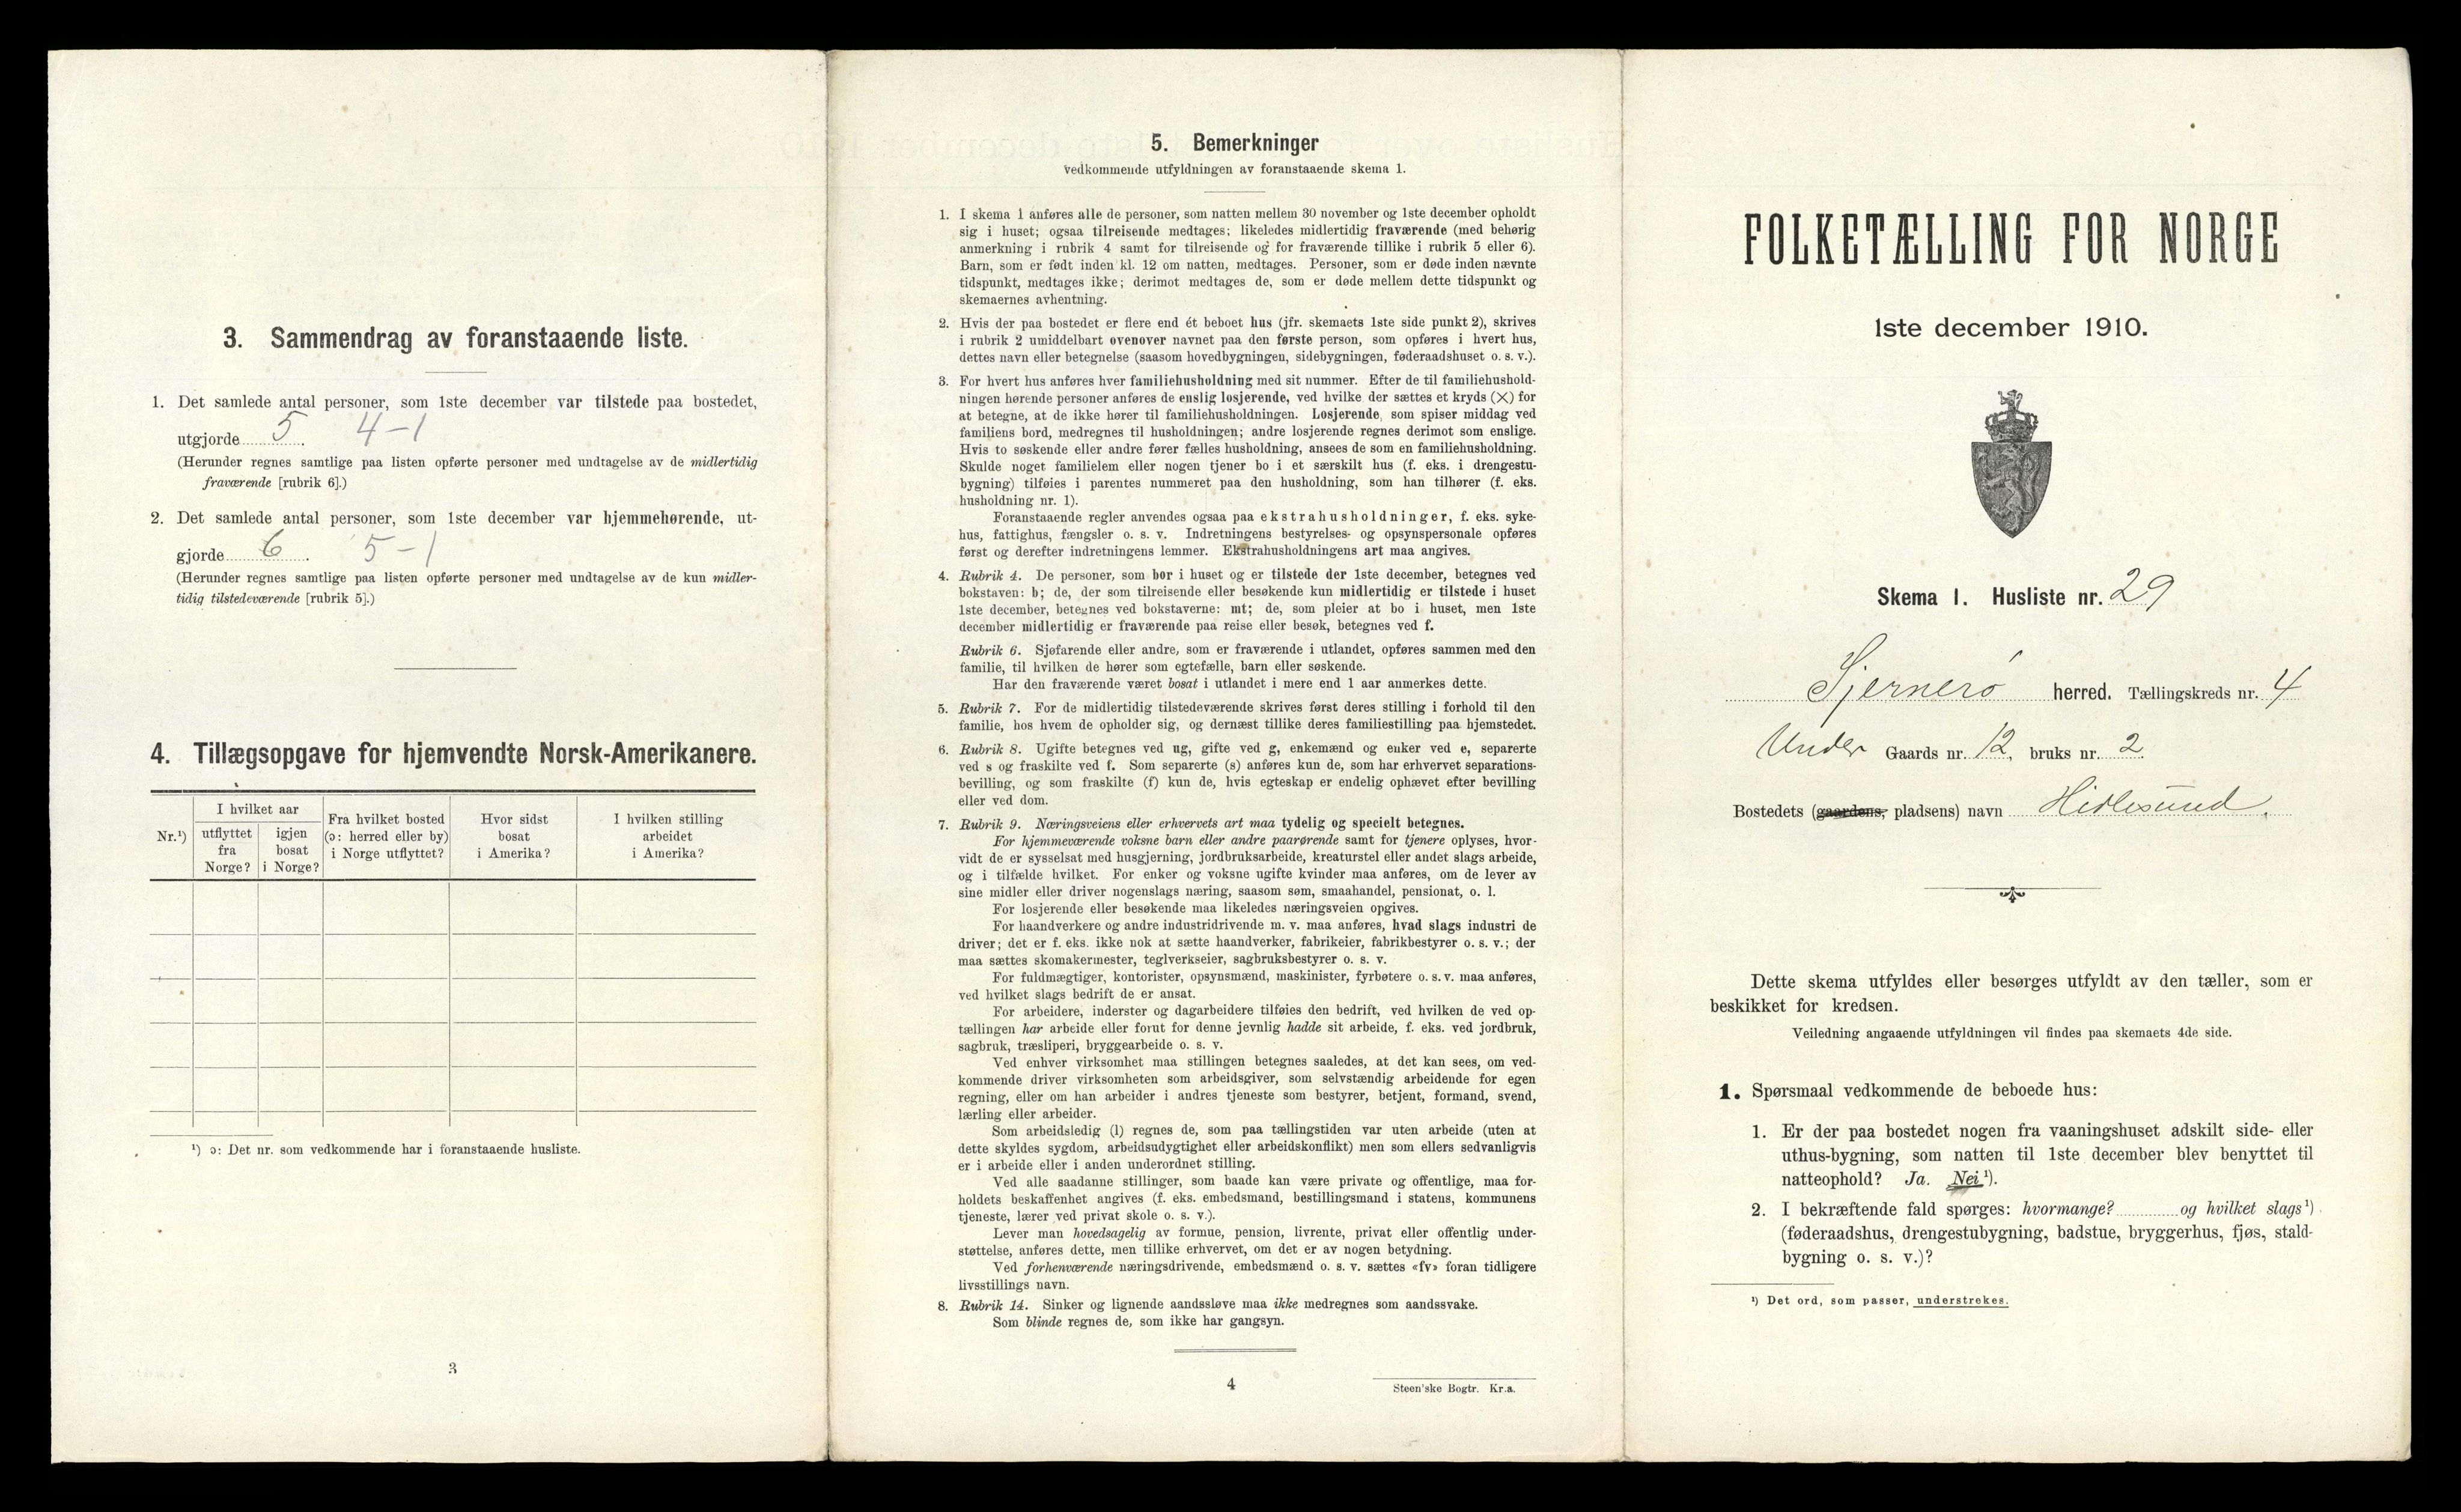 3. Sammendrag av foranstaaende liste.
1. Det samlede antal personer, som 1ste december var tilstede paa bostedet,
utgjorde 5. 4-1
(Herunder regnes samtlige paa listen opførte personer med undtagelse av de midlertidig
fraværende [rubrik 6].)
2. Det samlede antal personer, som 1ste december var hjemmehørende, ut-
gjorde 6. 5-1
(Herunder regnes samtlige paa listen opførte personer med undtagelse av de kun midler-
tidig tilstedeværende [rubrik 5].)
4. Tillægsopgave for hjemvendte Norsk-Amerikanere.
Nr.¹)
I hvilket aar
utflyttet
fra
Norge?
igjen
bosat
i Norge?
Fra hvilket bosted
(ɔ: herred eller by)
i Norge utflyttet?
Hvor sidst
bosat
i Amerika?
I hvilken stilling
arbeidet
i Amerika?
¹) ɔ: Det nr. som vedkommende har i foranstaaende husliste.
3
5. Bemerkninger
vedkommende utfyldningen av foranstaaende skema 1.
1. I skema 1 anføres alle de personer, som natten mellem 30 november og 1ste december opholdt
sig i huset; ogsaa tilreisende medtages; likeledes midlertidig fraværende (med behørig
anmerkning i rubrik 4 samt for tilreisende og for fraværende tillike i rubrik 5 eller 6).
Barn, som er født inden kl. 12 om natten, medtages. Personer, som er døde inden nævnte
tidspunkt, medtages ikke; derimot medtages de, som er døde mellem dette tidspunkt og
skemaernes avhentning.
2. Hvis der paa bostedet er flere end ét beboet hus (jfr. skemaets 1ste side punkt 2), skrives
i rubrik 2 umiddelbart ovenover navnet paa den første person, som opføres i hvert hus,
dettes navn eller betegnelse (saasom hovedbygningen, sidebygningen, føderaadshuset o. s. v.).
3. For hvert hus anføres hver familiehusholdning med sit nummer. Efter de til familiehushold-
ningen hørende personer anføres de enslig losjerende, ved hvilke der sættes et kryds (×) for
at betegne, at de ikke hører til familiehusholdningen. Losjerende, som spiser middag ved
familiens bord, medregnes til husholdningen; andre losjerende regnes derimot som enslige.
Hvis to søskende eller andre fører fælles husholdning, ansees de som en familiehusholdning.
Skulde noget familielem eller nogen tjener bo i et særskilt hus (f. eks. i drengestu-
bygning) tilføies i parentes nummeret paa den husholdning, som han tilhører (f. eks.
husholdning nr. 1).
Foranstaaende regler anvendes ogsaa paa ekstrahusholdninger, f. eks. syke-
hus, fattighus, fængsler o. s. v. Indretningens bestyrelses- og opsynspersonale opføres
først og derefter indretningens lemmer. Ekstrahusholdningens art maa angives.
4. Rubrik 4. De personer, som bor i huset og er tilstede der 1ste december, betegnes ved
bokstaven: b; de, der som tilreisende eller besøkende kun midlertidig er tilstede i huset
1ste december, betegnes ved bokstaverne: mt; de, som pleier at bo i huset, men 1ste
december midlertidig er fraværende paa reise eller besøk, betegnes ved f.
Rubrik 6. Sjøfarende eller andre, som er fraværende i utlandet, opføres sammen med den
familie, til hvilken de hører som egtefælle, barn eller søskende.
Har den fraværende været bosat i utlandet i mere end 1 aar anmerkes dette.
5. Rubrik 7. For de midlertidig tilstedeværende skrives først deres stilling i forhold til den
familie, hos hvem de opholder sig, og dernæst tillike deres familiestilling paa hjemstedet.
6. Rubrik 8. Ugifte betegnes ved ug, gifte ved g, enkemænd og enker ved e, separerte
ved s og fraskilte ved f. Som separerte (s) anføres kun de, som har erhvervet separations-
bevilling, og som fraskilte (f) kun de, hvis egteskap er endelig ophævet efter bevilling
eller ved dom.
7. Rubrik 9. Næringsveiens eller erhvervets art maa tydelig og specielt betegnes.
For hjemmeværende voksne barn eller andre paarørende samt for tjenere oplyses, hvor-
vidt de er sysselsat med husgjerning, jordbruksarbeide, kreaturstel eller andet slags arbeide,
og i tilfælde hvilket. For enker og voksne ugifte kvinder maa anføres, om de lever av
sine midler eller driver nogenslags næring, saasom søm, smaahandel, pensionat, o. l.
For losjerende eller besøkende maa likeledes næringsveien opgives.
For haandverkere og andre industridrivende m. v. maa anføres, hvad slags industri de
driver; det er f. eks. ikke nok at sætte haandverker, fabrikeier, fabrikbestyrer o. s. v.; der
maa sættes skomakermester, teglverkseier, sagbruksbestyrer o. s. v.
For fuldmægtiger, kontorister, opsynsmænd, maskinister, fyrbøtere o. s. v. maa anføres,
ved hvilket slags bedrift de er ansat.
For arbeidere, inderster og dagarbeidere tilføies den bedrift, ved hvilken de ved op-
tællingen har arbeide eller forut for denne jevnlig hadde sit arbeide, f. eks. ved jordbruk,
sagbruk, træsliperi, bryggearbeide o. s. v.
Ved enhver virksomhet maa stillingen betegnes saaledes, at det kan sees, om ved-
kommende driver virksomheten som arbeidsgiver, som selvstændig arbeidende for egen
regning, eller om han arbeider i andres tjeneste som bestyrer, betjent, formand, svend,
lærling eller arbeider.
Som arbeidsledig (l) regnes de, som paa tællingstiden var uten arbeide (uten at
dette skyldes sygdom, arbeidsudygtighet eller arbeidskonflikt) men som ellers sedvanligvis
er i arbeide eller i anden underordnet stilling.
Ved alle saadanne stillinger, som baade kan være private og offentlige, maa for-
holdets beskaffenhet angives (f. eks. embedsmand, bestillingsmand i statens, kommunens
tjeneste, lærer ved privat skole o. s. v.).
Lever man hovedsagelig av formue, pension, livrente, privat eller offentlig under-
støttelse, anføres dette, men tillike erhvervet, om det er av nogen betydning.
Ved forhenværende næringsdrivende, embedsmænd o. s. v. sættes «fv» foran tidligere
livsstillings navn.
8. Rubrik 14. Sinker og lignende aandssløve maa ikke medregnes som aandssvake.
Som blinde regnes de, som ikke har gangsyn.
4
Steen'ske Bogtr. Kr.a.
FOLKETÆLLING FOR NORGE
1ste december 1910.
Skema I. Husliste nr. 29
Sjernerø herred. Tællingskreds nr. 4
Under Gaards nr. 12, bruks nr. 2
Bostedets (gaardens, pladsens) navn Hidlesund.
Dette skema utfyldes eller besørges utfyldt av den tæller, som er
beskikket for kredsen.
Veiledning angaaende utfyldningen vil findes paa skemaets 4de side.
1. Spørsmaal vedkommende de beboede hus:
1. Er der paa bostedet nogen fra vaaningshuset adskilt side- eller
uthus-bygning, som natten til 1ste december blev benyttet til
natteophold? Ja. Nei¹).
2. I bekræftende fald spørges: hvormange? og hvilket slags¹)
(føderaadshus, drengestubygning, badstue, bryggerhus, fjøs, stald-
bygning o. s. v.)?
¹) Det ord, som passer, understrekes.